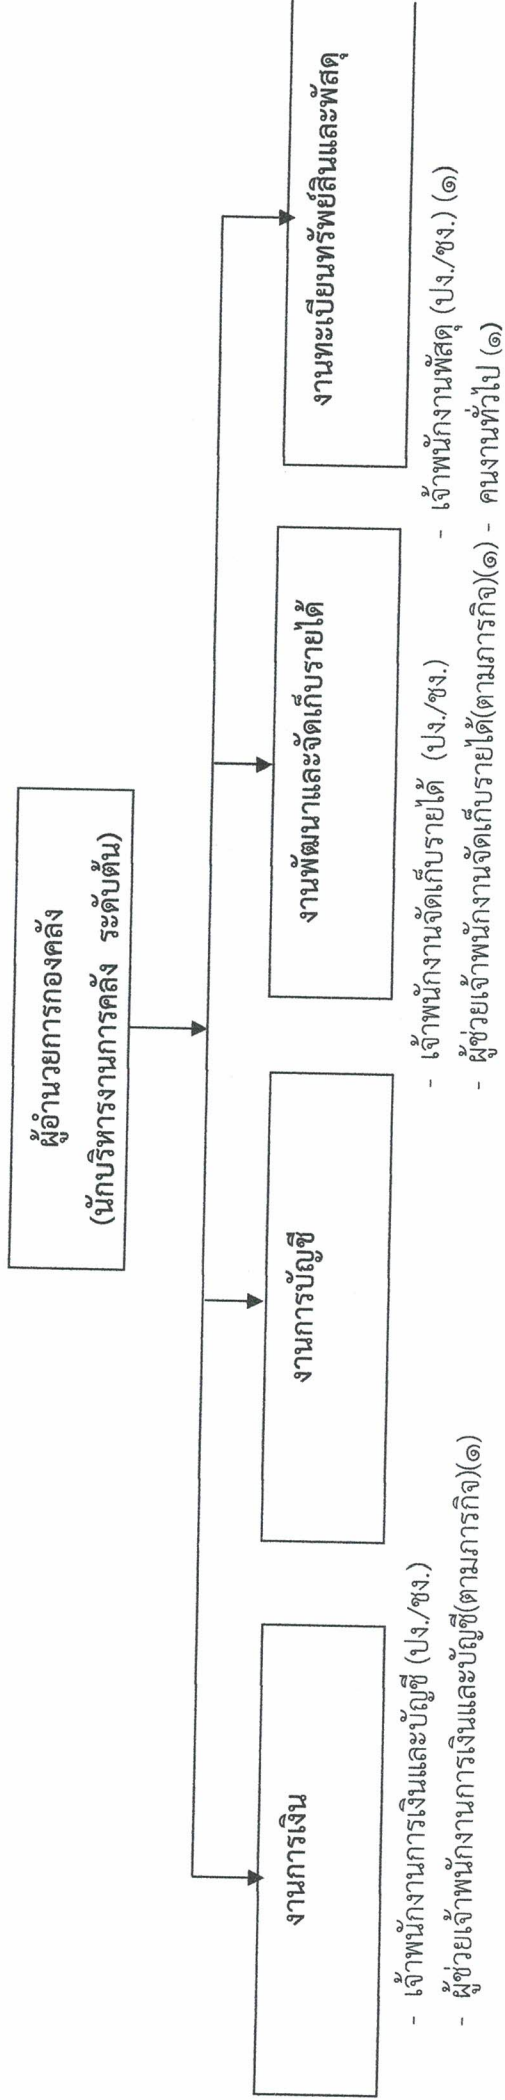 ผู้อำนวยการกองคลัง
(นักบริหารงานการคลัง ระดับต้น)
งานการเงิน
งานการบัญชี
งานพัฒนาและจัดเก็บรายได้
งานทะเบียนทรัพย์สินและพัสดุ
- เจ้าพนักงานการเงินและบัญชี (ปง./ชง.)
- ผู้ช่วยเจ้าพนักงานการเงินและบัญชี(ตามภารกิจ)(๑)
- เจ้าพนักงานจัดเก็บรายได้ (ปง./ชง.)
- ผู้ช่วยเจ้าพนักงานจัดเก็บรายได้(ตามภารกิจ)(๑)
- เจ้าพนักงานพัสดุ (ปง./ชง.) (๑)
- คนงานทั่วไป (๑)